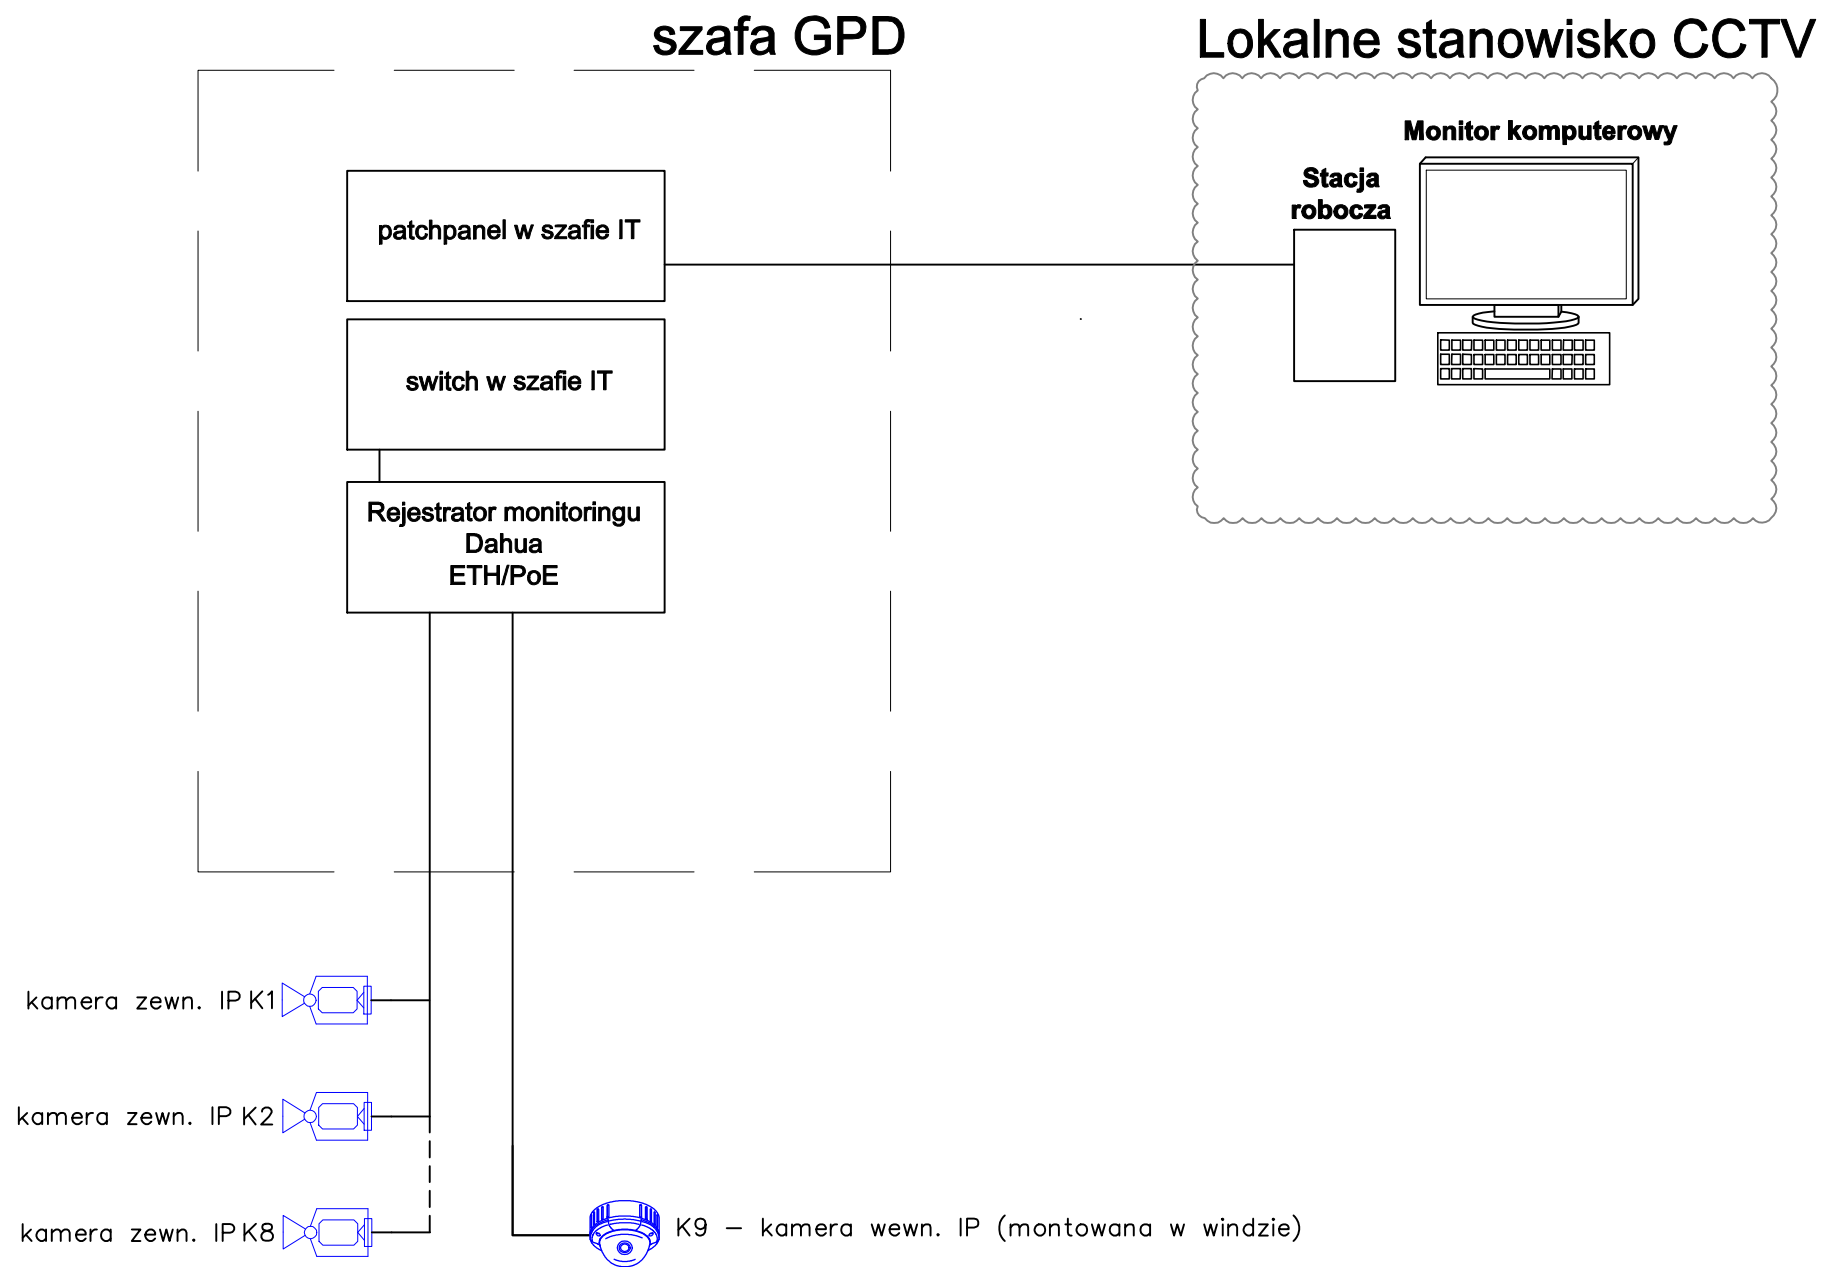 szafa GPD
Lokalne stanowisko CCTV
Monitor komputerowy
Stacja
robocza
patchpanel w szafie IT
switch w szafie IT
Rejestrator monitoringu
Dahua
ETH/PoE
kamera zewn. IP K1
kamera zewn. IP K2
kamera zewn. IP K8
K9 – kamera wewn. IP (montowana w windzie)